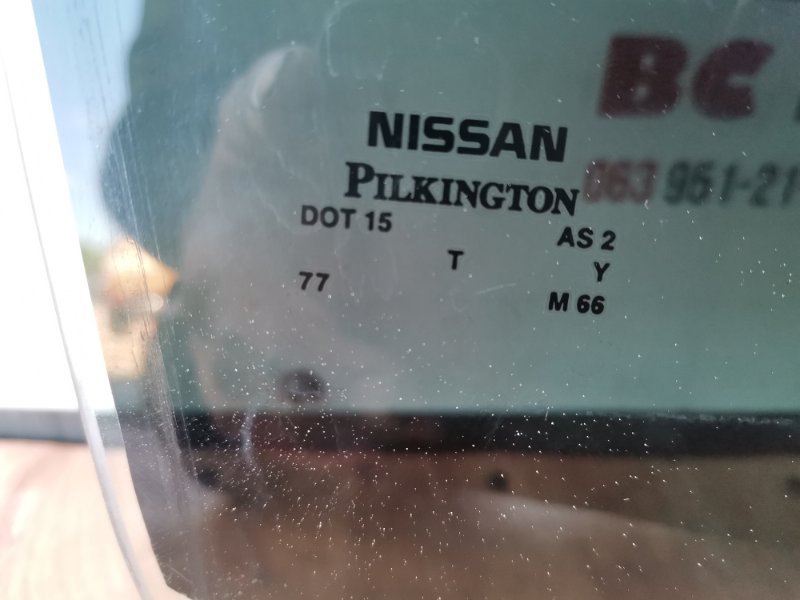 BC
NISSAN
PILKINGTON
063 951-21
DOT 15
AS 2
T
Y
77
M 66